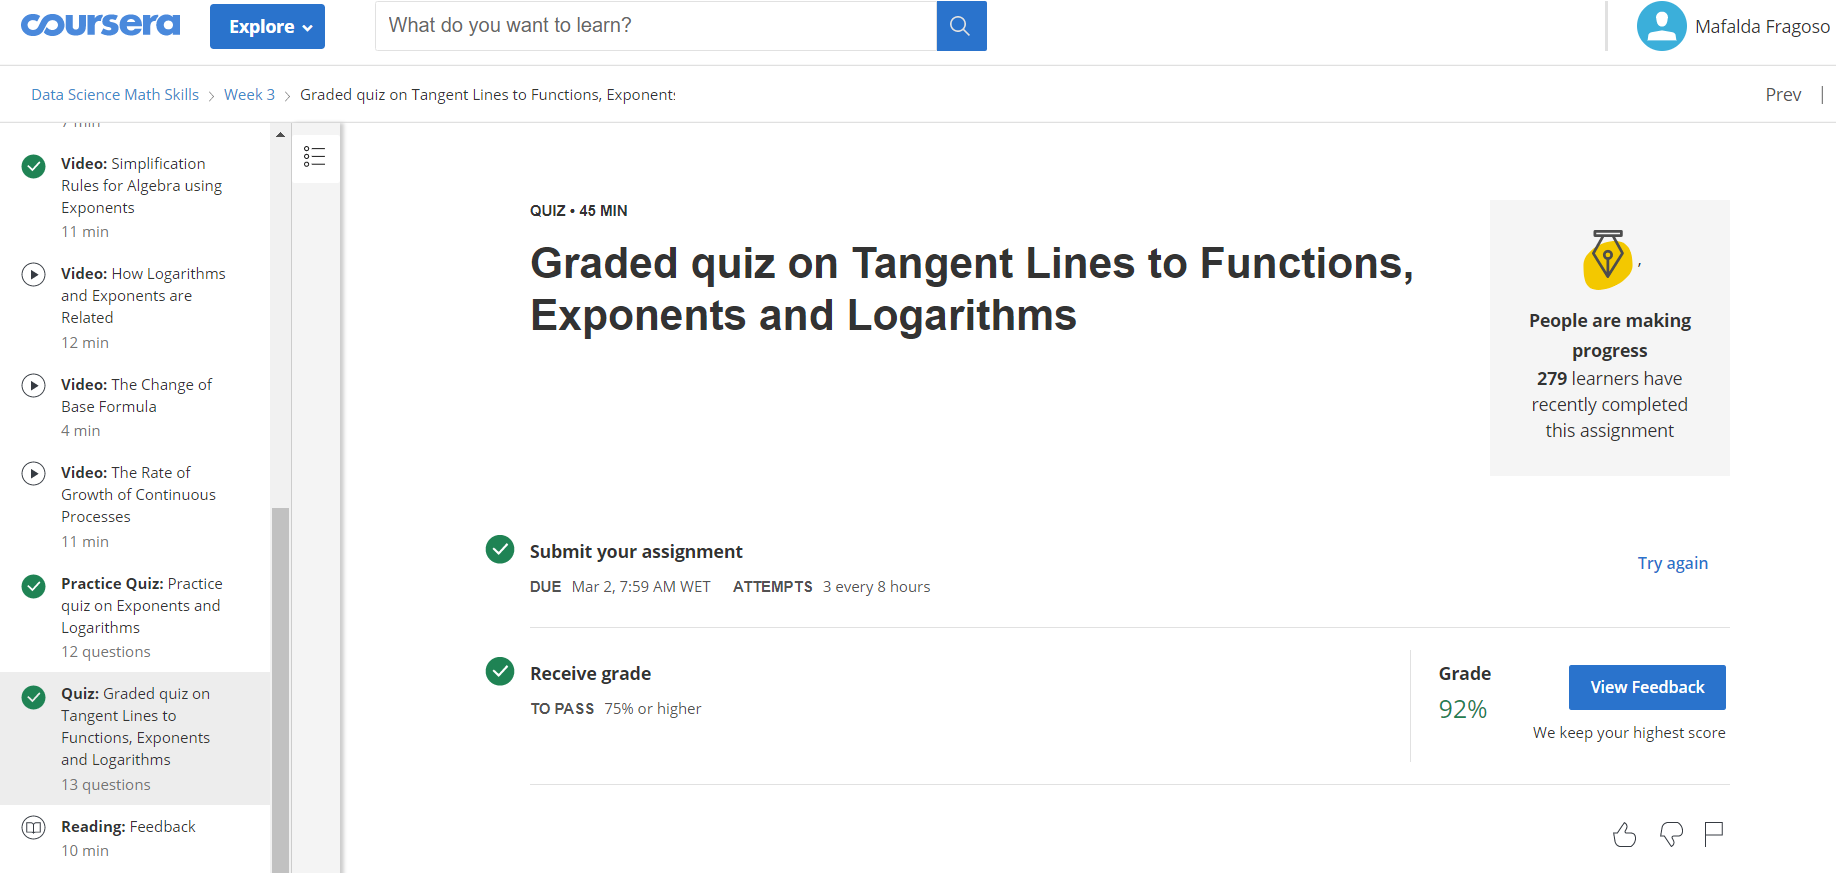 coursera
Explore
What do you want to learn?
Mafalda Fragoso
Data Science Math Skills
Week 3
Graded quiz on Tangent Lines to Functions, Exponent
Prev
7 min
Video: Simplification
Rules for Algebra using
Exponents
11 min
Video: How Logarithms
and Exponents are
Related
12 min
Video: The Change of
Base Formula
4 min
Video: The Rate of
Growth of Continuous
Processes
11 min
Practice Quiz: Practice
quiz on Exponents and
Logarithms
12 questions
Quiz: Graded quiz on
Tangent Lines to
Functions, Exponents
and Logarithms
13 questions
Reading: Feedback
10 min
QUIZ • 45 MIN
Graded quiz on Tangent Lines to Functions,
Exponents and Logarithms
,
People are making
progress
279 learners have
recently completed
this assignment
Submit your assignment
DUE Mar 2, 7:59 AM WET ATTEMPTS 3 every 8 hours
Try again
Receive grade
TO PASS 75% or higher
Grade
92%
View Feedback
We keep your highest score